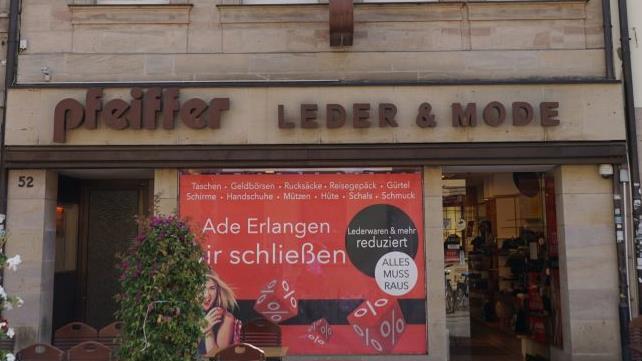 pfeiffer LEDER & MODE
52
Taschen • Geldbörsen • Rucksäcke • Reisegepäck • Gürtel
Schirme • Handschuhe • Mützen • Hüte • Schals • Schmuck
Ade Erlangen
ir schließen
Lederwaren & mehr
reduziert
ALLES
MUSS
RAUS
%
%
%
%
%
%